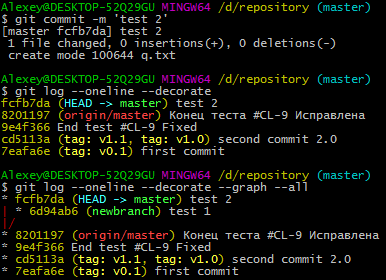 Alexey@DESKTOP-52Q29GU MINGW64 /d/repository (master)
$ git commit -m 'test 2'
[master fcfb7da] test 2
 1 file changed, 0 insertions(+), 0 deletions(-)
 create mode 100644 q.txt

Alexey@DESKTOP-52Q29GU MINGW64 /d/repository (master)
$ git log --oneline --decorate
fcfb7da (HEAD -> master) test 2
8201197 (origin/master) Конец теста #CL-9 Исправлена
9e4f366 End test #CL-9 Fixed
cd5113a (tag: v1.1, tag: v1.0) second commit 2.0
7eafa6e (tag: v0.1) first commit

Alexey@DESKTOP-52Q29GU MINGW64 /d/repository (master)
$ git log --oneline --decorate --graph --all
* fcfb7da (HEAD -> master) test 2
| * 6d94ab6 (newbranch) test 1
|/
* 8201197 (origin/master) Конец теста #CL-9 Исправлена
* 9e4f366 End test #CL-9 Fixed
* cd5113a (tag: v1.1, tag: v1.0) second commit 2.0
* 7eafa6e (tag: v0.1) first commit